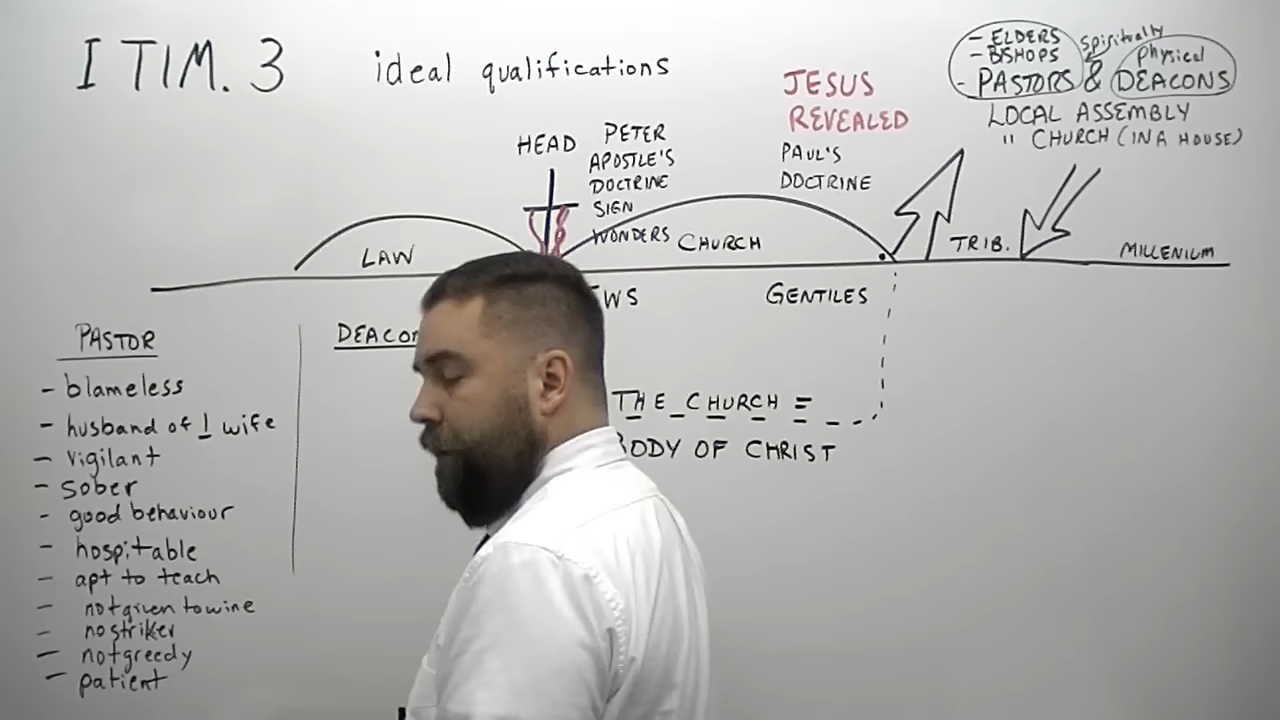 I TIM. 3
ideal qualifications
- ELDERS
- BISHOPS
- PASTORS & DEACONS
spiritually
physical
LOCAL ASSEMBLY
" CHURCH (IN A HOUSE)
JESUS
REVEALED
HEAD
PETER
APOSTLE'S
DOCTRINE
SIGN
WONDERS
PAUL'S
DOCTRINE
LAW
CHURCH
TRIB.
MILLENIUM
EWS
GENTILES
PASTOR
- blameless
- husband of 1 wife
- vigilant
- sober
- good behaviour
- hospitable
- apt to teach
- not given to wine
- no striker
- not greedy
- patient
DEACON
THE CHURCH =
BODY OF CHRIST